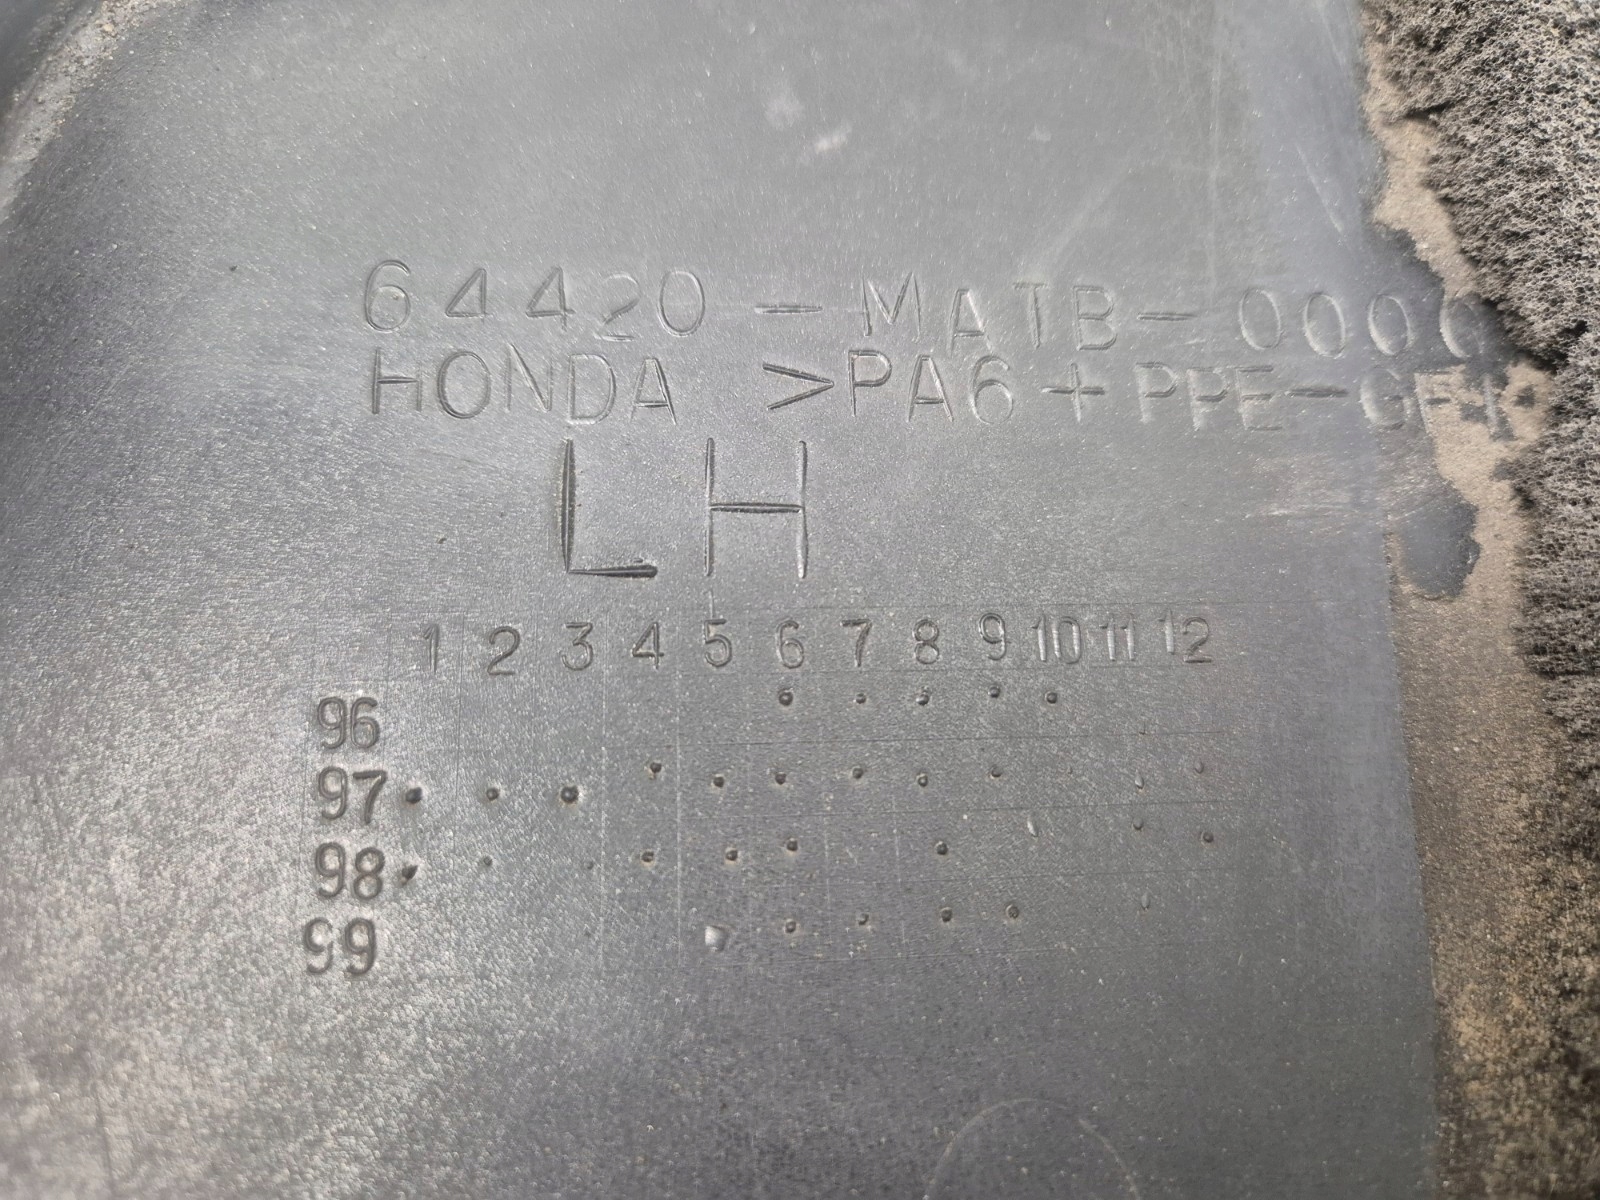 64420-MATB-0000
HONDA >PA6+PPE-GF
LH
1 2 3 4 5 6 7 8 9 10 11 12
96
97
98
99